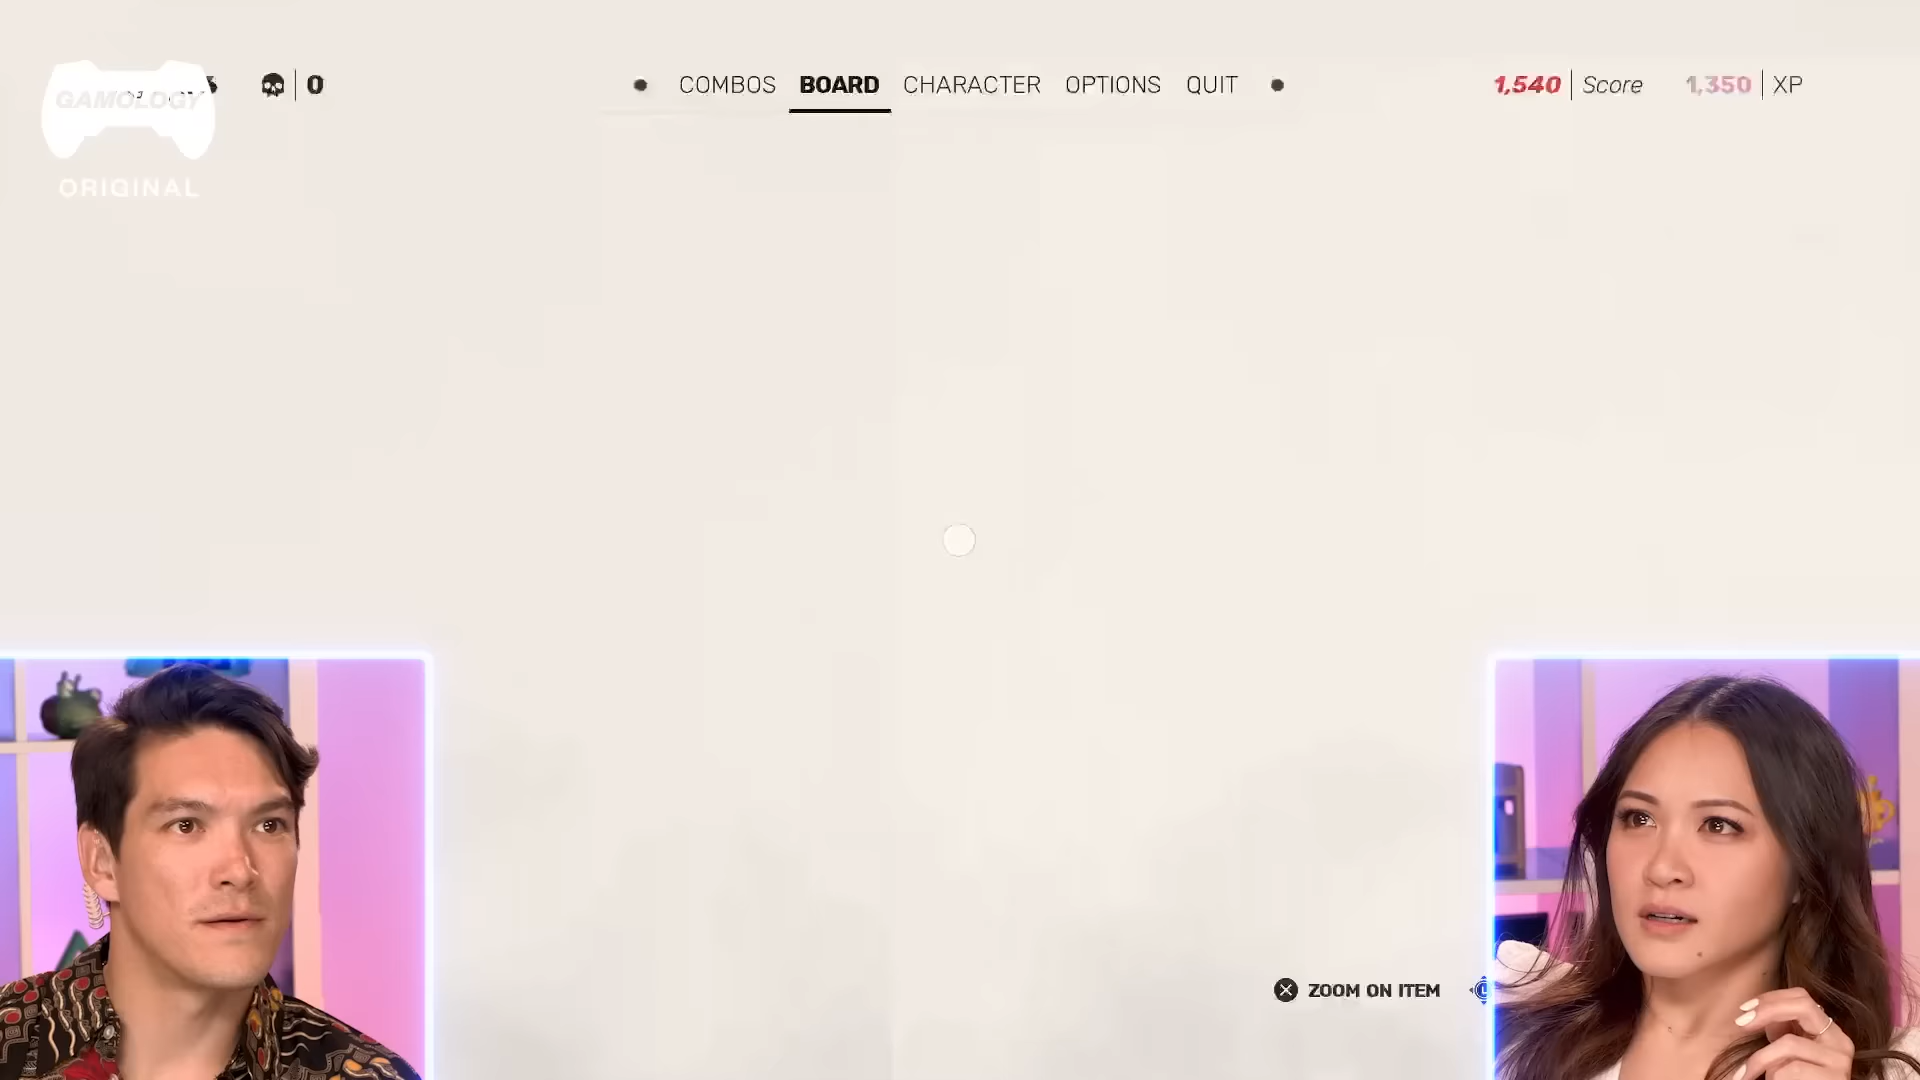 GAMOLOGY
ORIGINAL
0
COMBOS BOARD CHARACTER OPTIONS QUIT
1,540 Score 1,350 XP
ZOOM ON ITEM